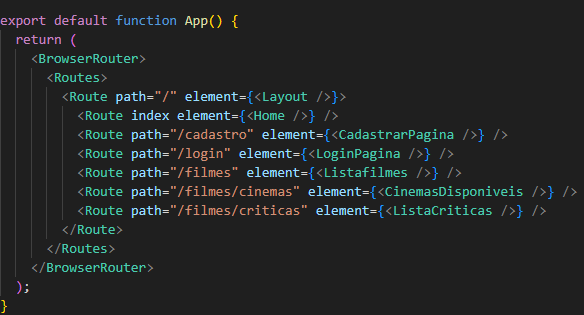 export default function App() {
  return (
    <BrowserRouter>
      <Routes>
        <Route path="/" element={<Layout />}>
          <Route index element={<Home />} />
          <Route path="/cadastro" element={<CadastrarPagina />} />
          <Route path="/login" element={<LoginPagina />} />
          <Route path="/filmes" element={<Listafilmes />} />
          <Route path="/filmes/cinemas" element={<CinemasDisponiveis />} />
          <Route path="/filmes/criticas" element={<ListaCriticas />} />
        </Route>
      </Routes>
    </BrowserRouter>
  );
}